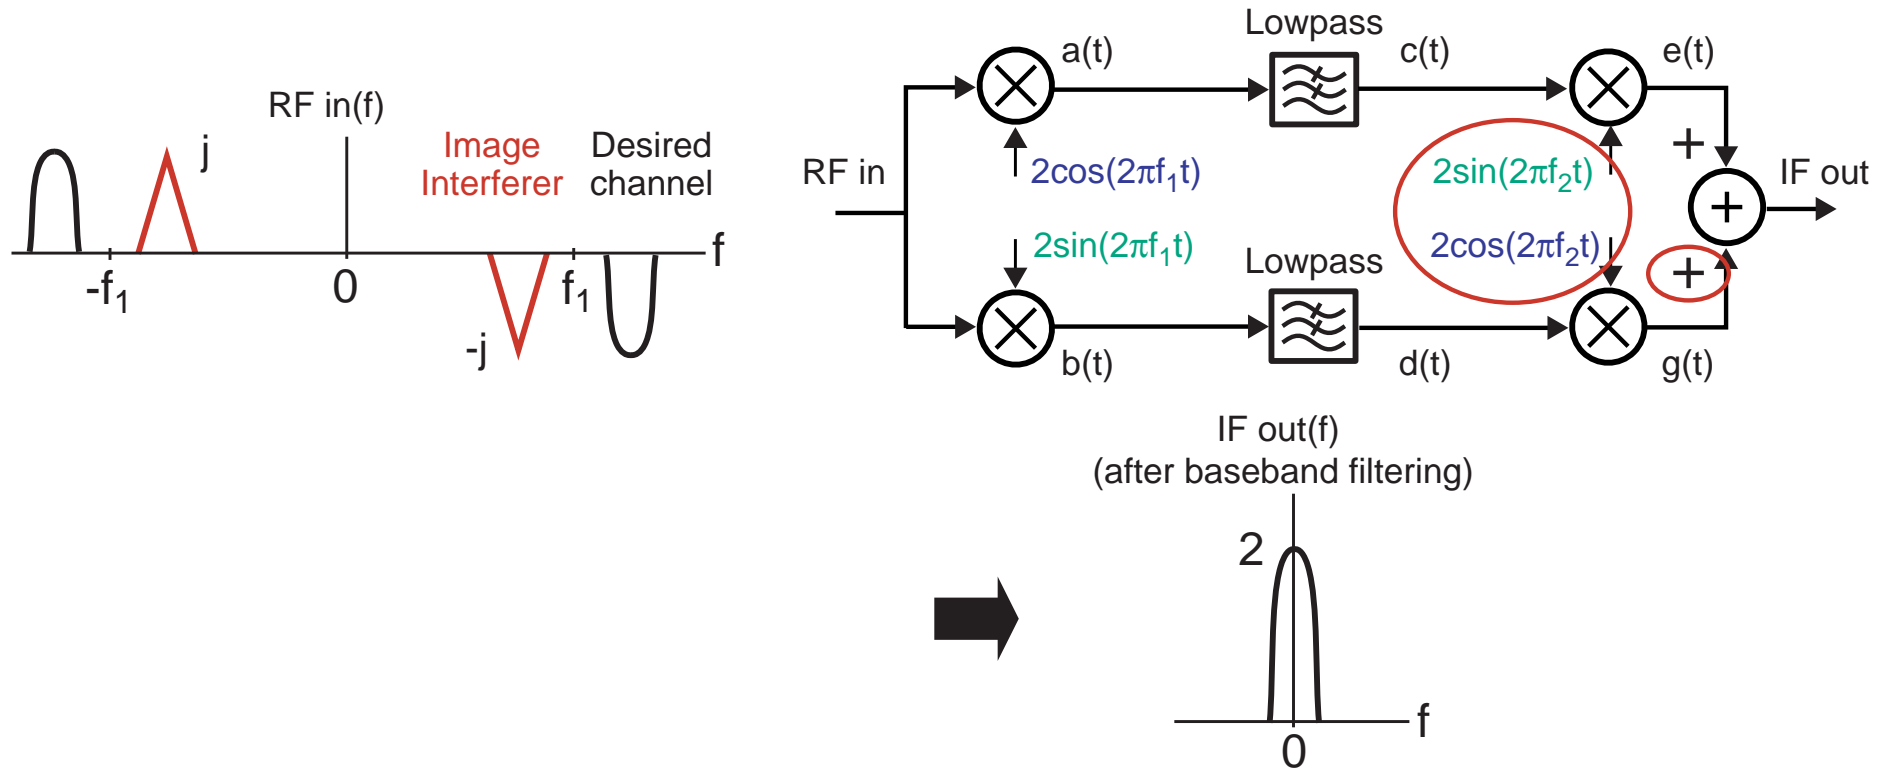 RF in(f)
j
Image
Interferer
Desired
channel
-f₁
0
f₁
f
-j
Lowpass
a(t)
c(t)
e(t)
RF in
2cos(2πf₁t)
2sin(2πf₂t)
+
+
IF out
2sin(2πf₁t)
2cos(2πf₂t)
+
Lowpass
b(t)
d(t)
g(t)
IF out(f)
(after baseband filtering)
2
f
0